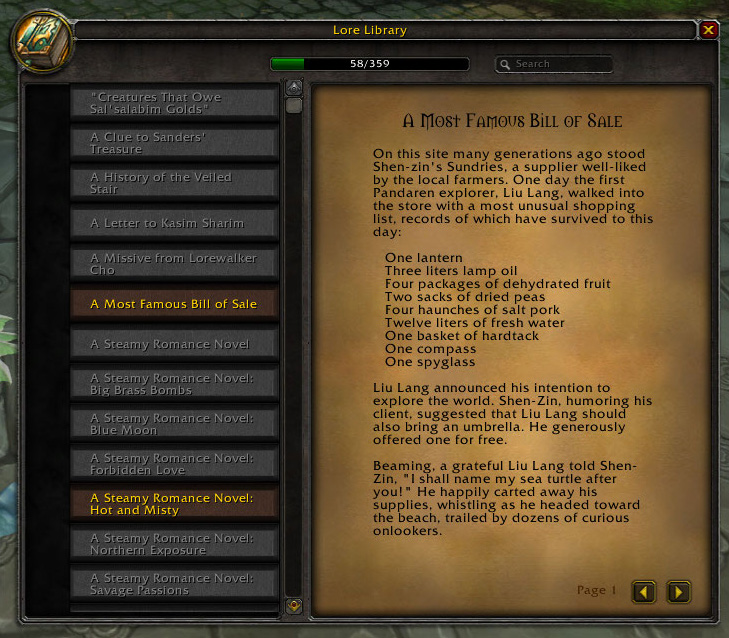 Lore Library
58/359
Search
"Creatures That Owe
Sal'salabim Golds"
A Clue to Sanders'
Treasure
A History of the Veiled
Stair
A Letter to Kasim Sharim
A Missive from Lorewalker
Cho
A Most Famous Bill of Sale
A Steamy Romance Novel
A Steamy Romance Novel:
Big Brass Bombs
A Steamy Romance Novel:
Blue Moon
A Steamy Romance Novel:
Forbidden Love
A Steamy Romance Novel:
Hot and Misty
A Steamy Romance Novel:
Northern Exposure
A Steamy Romance Novel:
Savage Passions
A Most Famous Bill of Sale
On this site many generations ago stood
Shen-zin's Sundries, a supplier well-liked
by the local farmers. One day the first
Pandaren explorer, Liu Lang, walked into
the store with a most unusual shopping
list, records of which have survived to this
day:
One lantern
Three liters lamp oil
Four packages of dehydrated fruit
Two sacks of dried peas
Four haunches of salt pork
Twelve liters of fresh water
One basket of hardtack
One compass
One spyglass
Liu Lang announced his intention to
explore the world. Shen-Zin, humoring his
client, suggested that Liu Lang should
also bring an umbrella. He generously
offered one for free.
Beaming, a grateful Liu Lang told Shen-
Zin, "I shall name my sea turtle after
you!" He happily carted away his
supplies, whistling as he headed toward
the beach, trailed by dozens of curious
onlookers.
Page 1